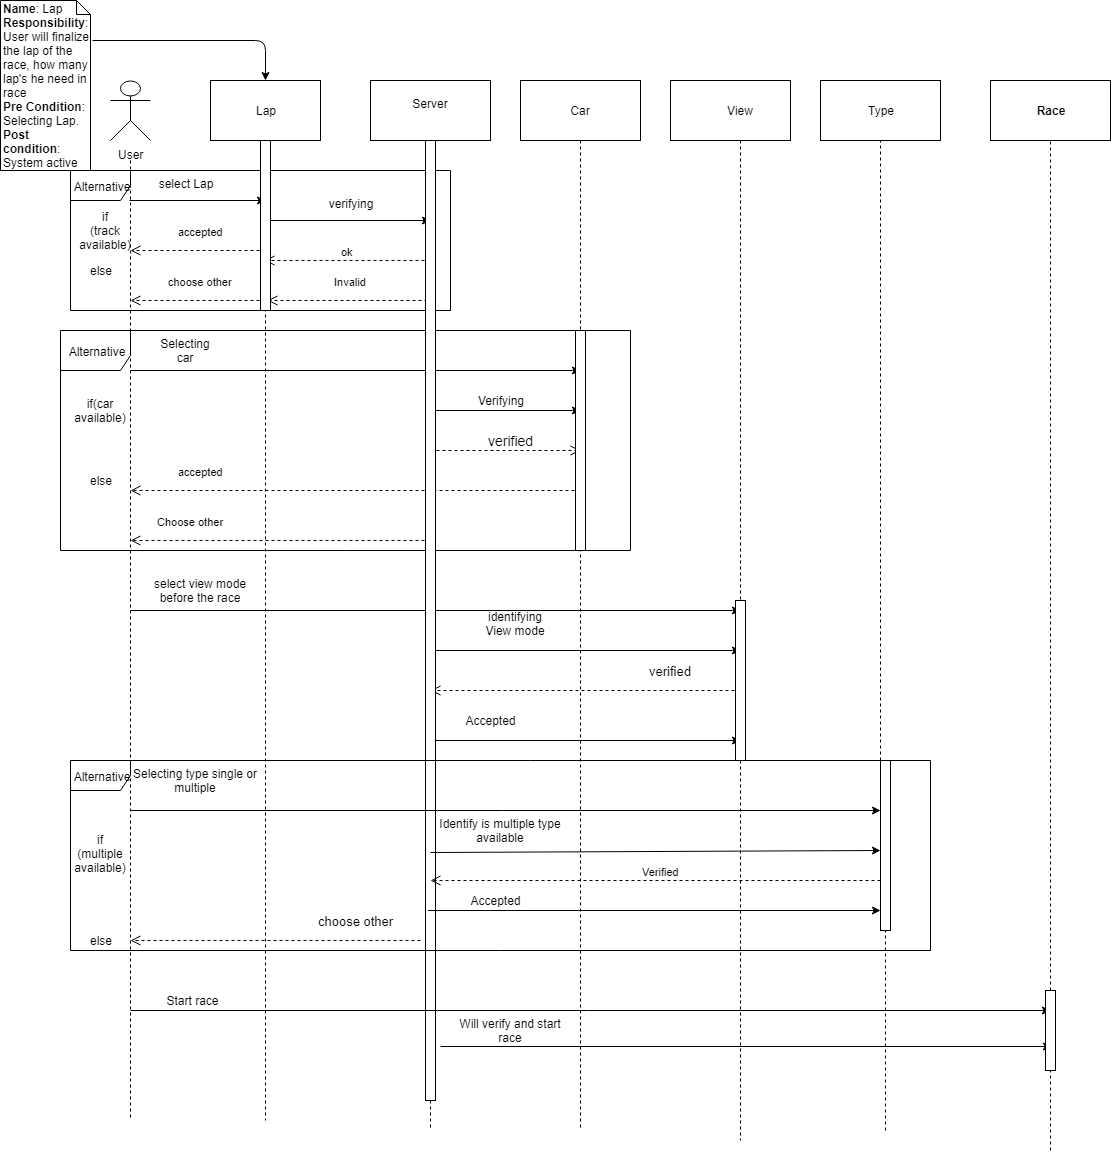 Name: Lap
Responsibility:
User will finalize
the lap of the
race, how many
lap's he need in
race
Pre Condition:
Selecting Lap.
Post
condition:
System active
User
Lap
Server
Car
View
Type
Race
Alternative
select Lap
verifying
if
(track
available)
accepted
ok
else
choose other
Invalid
Alternative
Selecting
car
if(car
available)
Verifying
verified
else
accepted
Choose other
select view mode
before the race
identifying
View mode
verified
Accepted
Alternative
Selecting type single or
multiple
Identify is multiple type
available
if
(multiple
available)
Verified
Accepted
choose other
else
Start race
Will verify and start
race